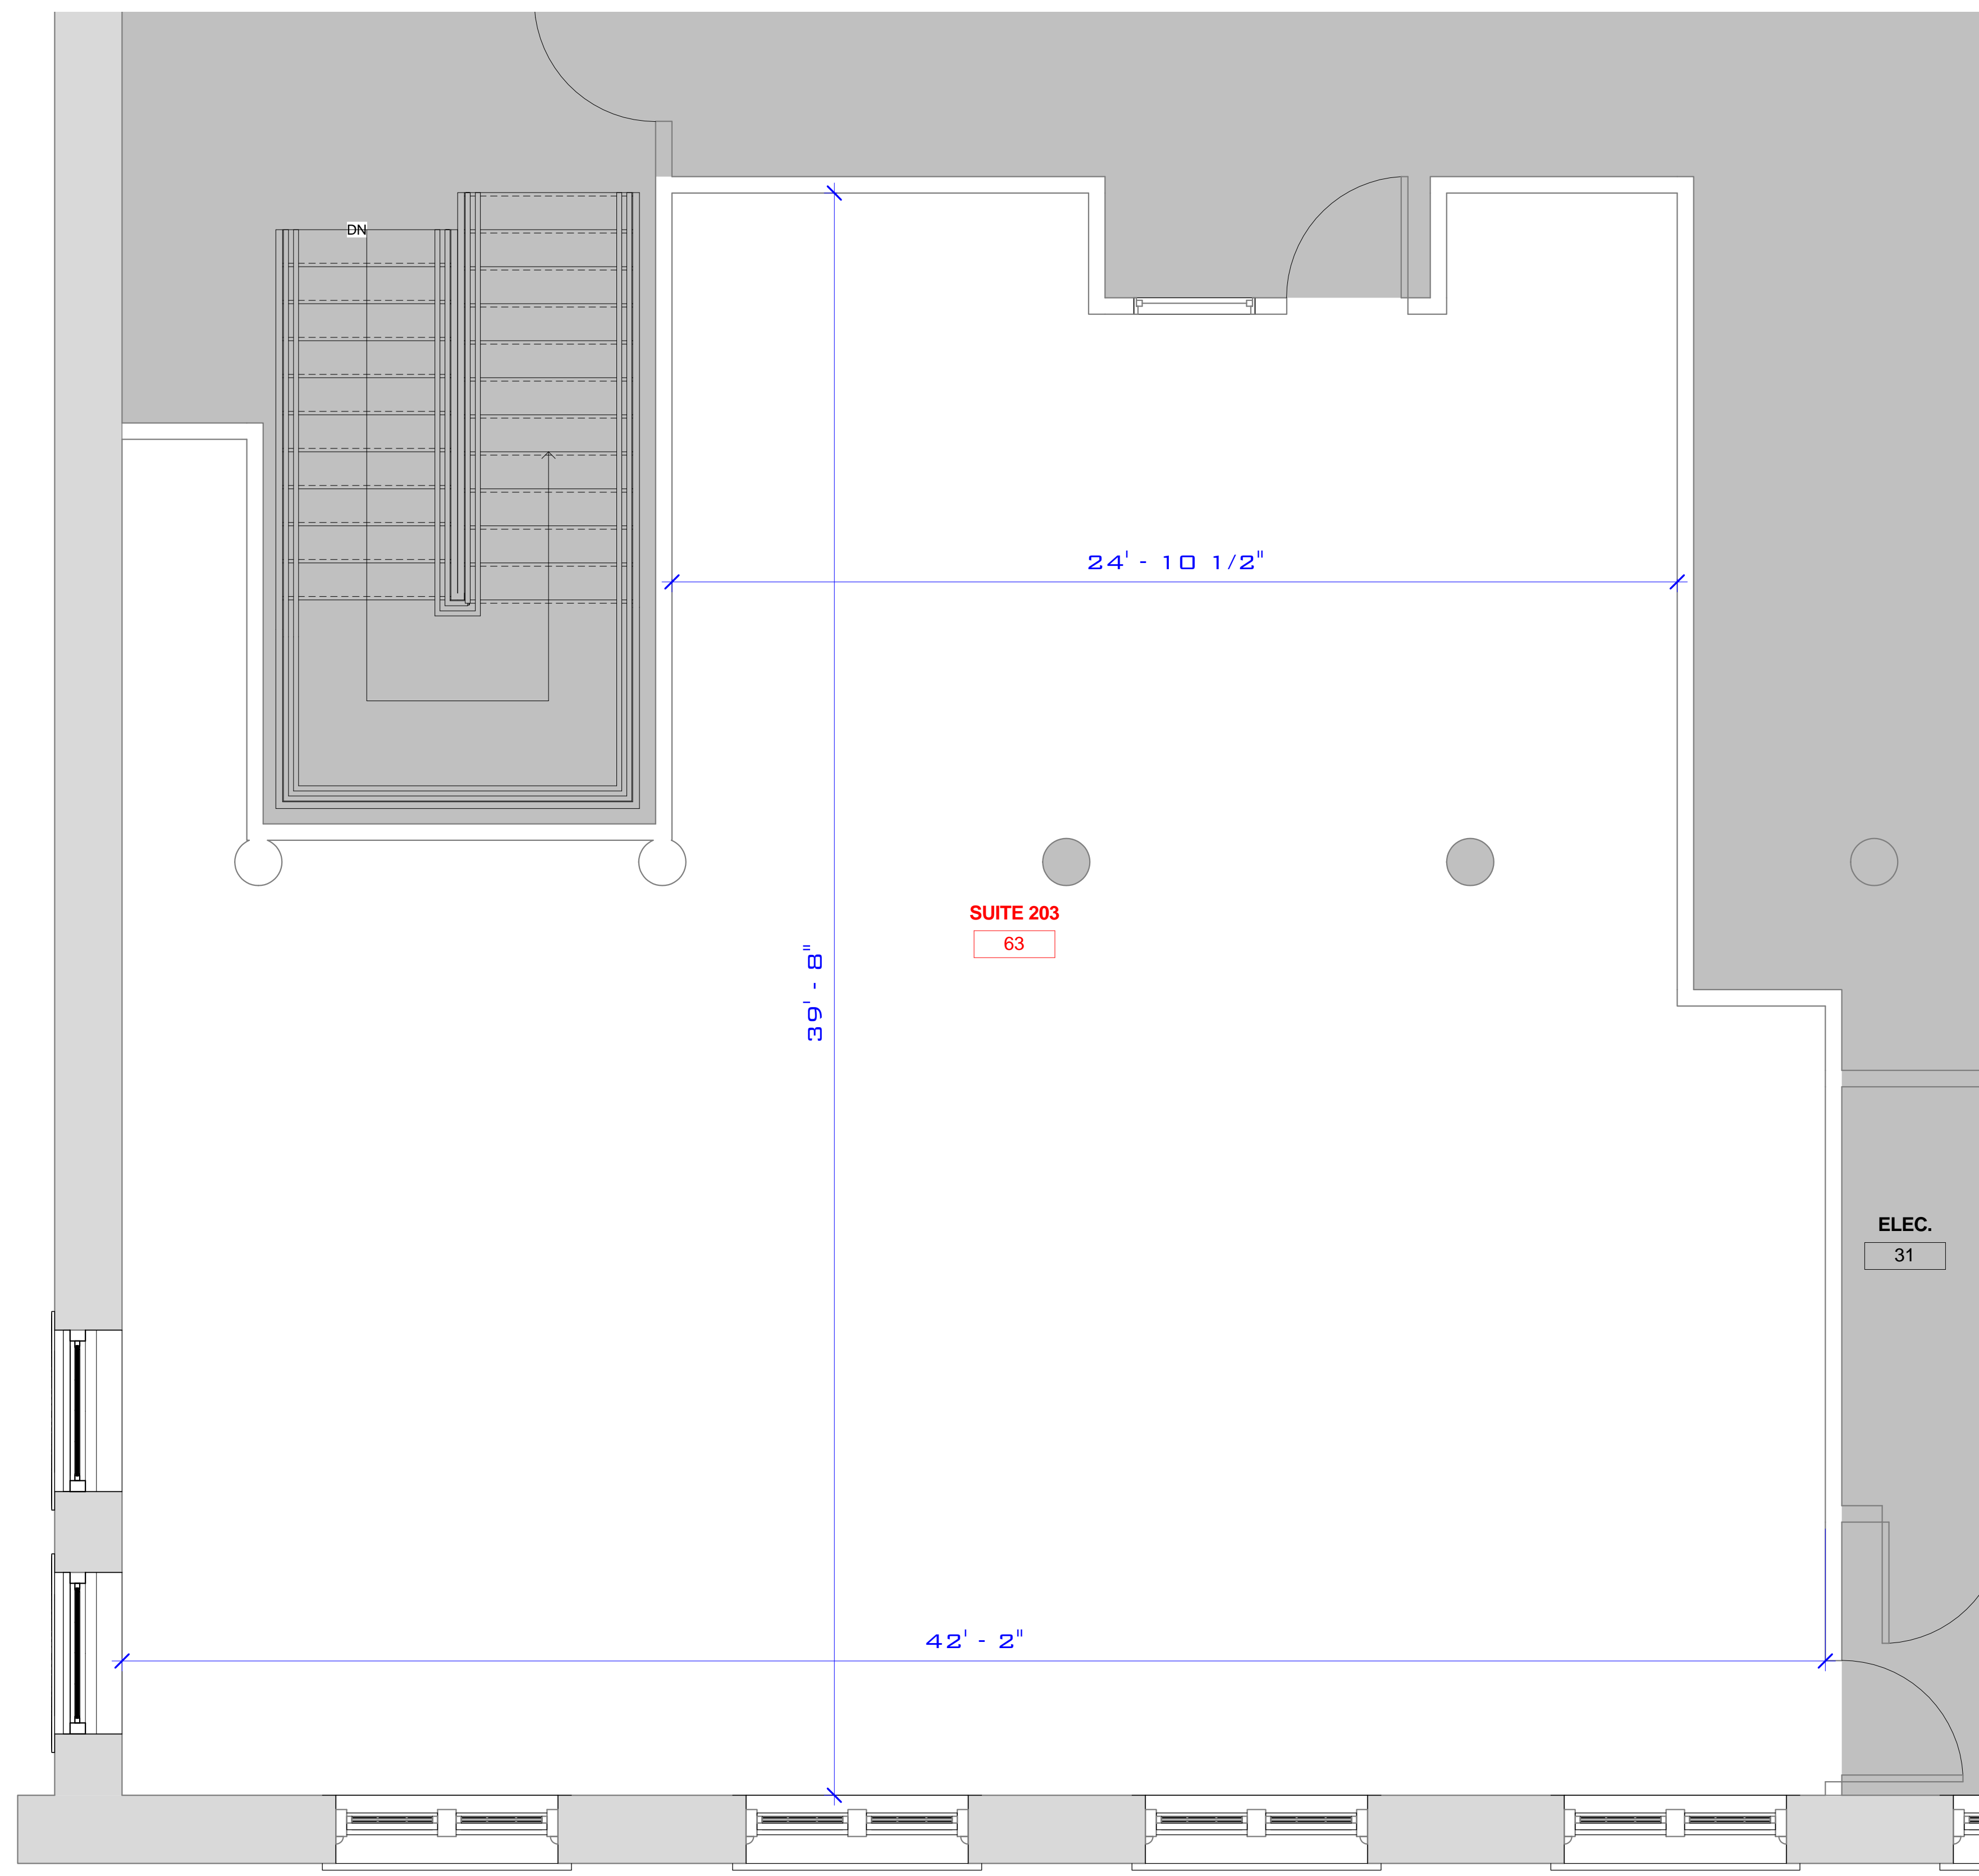 DN
24' - 10 1/2"
SUITE 203
63
39' - 8"
ELEC.
31
42' - 2"